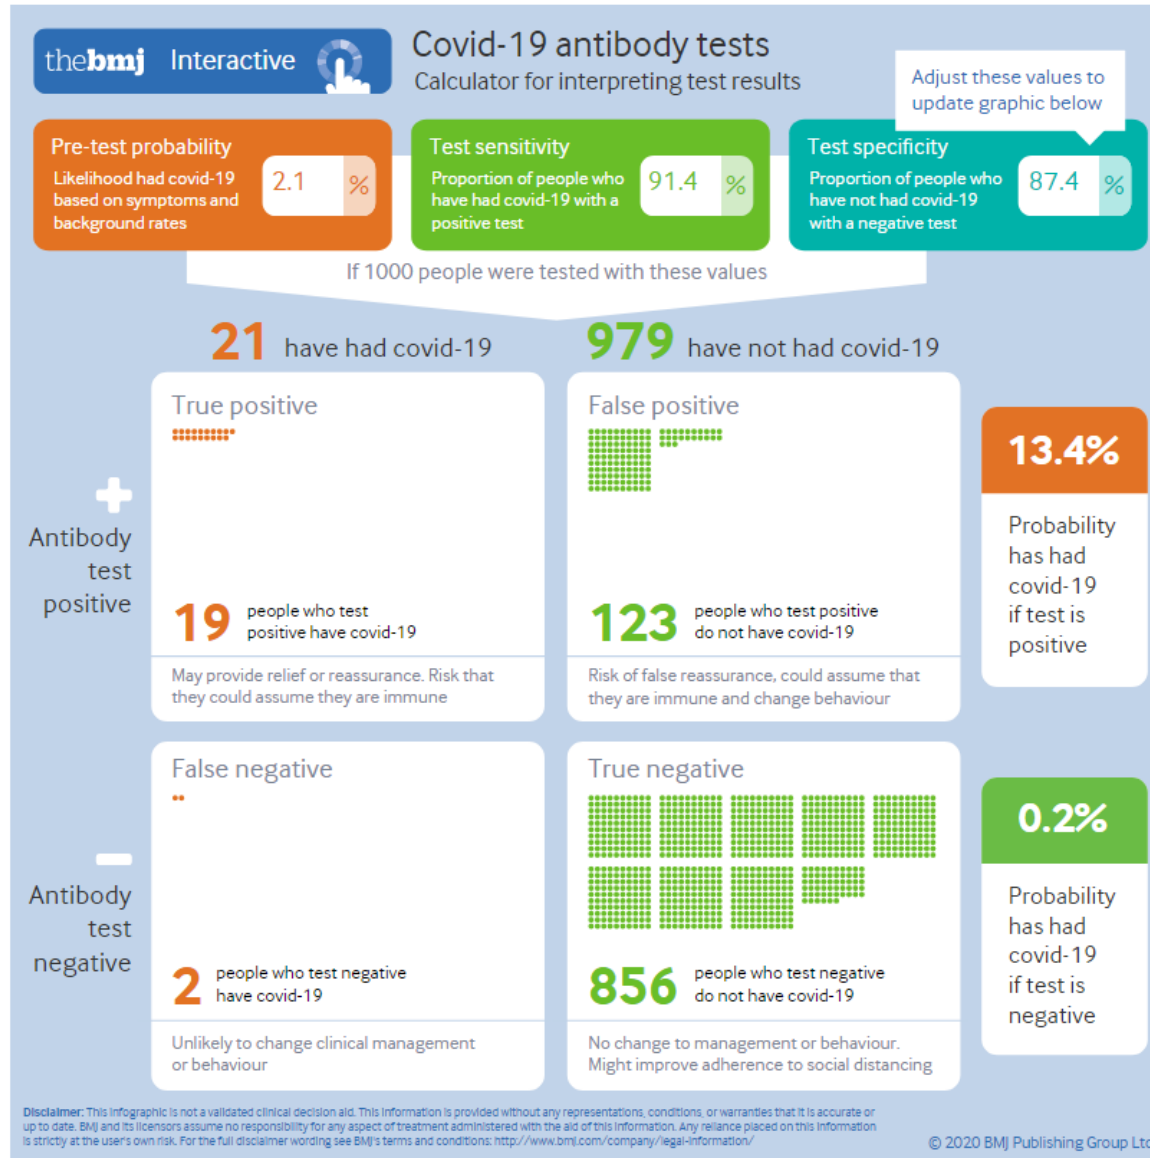 thebmj Interactive
Covid-19 antibody tests
Calculator for interpreting test results
Adjust these values to
update graphic below
Pre-test probability
Likelihood had covid-19
based on symptoms and
background rates
2.1 %
Test sensitivity
Proportion of people who
have had covid-19 with a
positive test
91.4 %
Test specificity
Proportion of people who
have not had covid-19
with a negative test
87.4 %
If 1000 people were tested with these values
21 have had covid-19
979 have not had covid-19
Antibody
test
positive
True positive
19 people who test
positive have covid-19
May provide relief or reassurance. Risk that
they could assume they are immune
False positive
123 people who test positive
do not have covid-19
Risk of false reassurance, could assume that
they are immune and change behaviour
13.4%
Probability
has had
covid-19
if test is
positive
Antibody
test
negative
False negative
2 people who test negative
have covid-19
Unlikely to change clinical management
or behaviour
True negative
856 people who test negative
do not have covid-19
No change to management or behaviour.
Might improve adherence to social distancing
0.2%
Probability
has had
covid-19
if test is
negative
Disclaimer: This infographic is not a validated clinical decision aid. This information is provided without any representations, conditions, or warranties that it is accurate or
up to date. BMJ and its licensors assume no responsibility for any aspect of treatment administered with the aid of this information. Any reliance placed on this information
is strictly at the user's own risk. For the full disclaimer wording see BMJ's terms and conditions: http://www.bmj.com/company/legal-information/
© 2020 BMJ Publishing Group Ltd